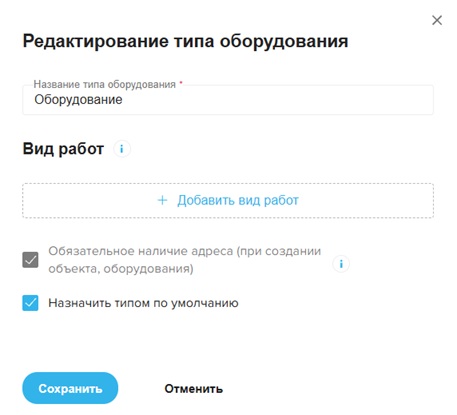 Редактирование типа оборудования
Название типа оборудования *
Оборудование
Вид работ
+ Добавить вид работ
Обязательное наличие адреса (при создании
объекта, оборудования)
Назначить типом по умолчанию
Сохранить Отменить